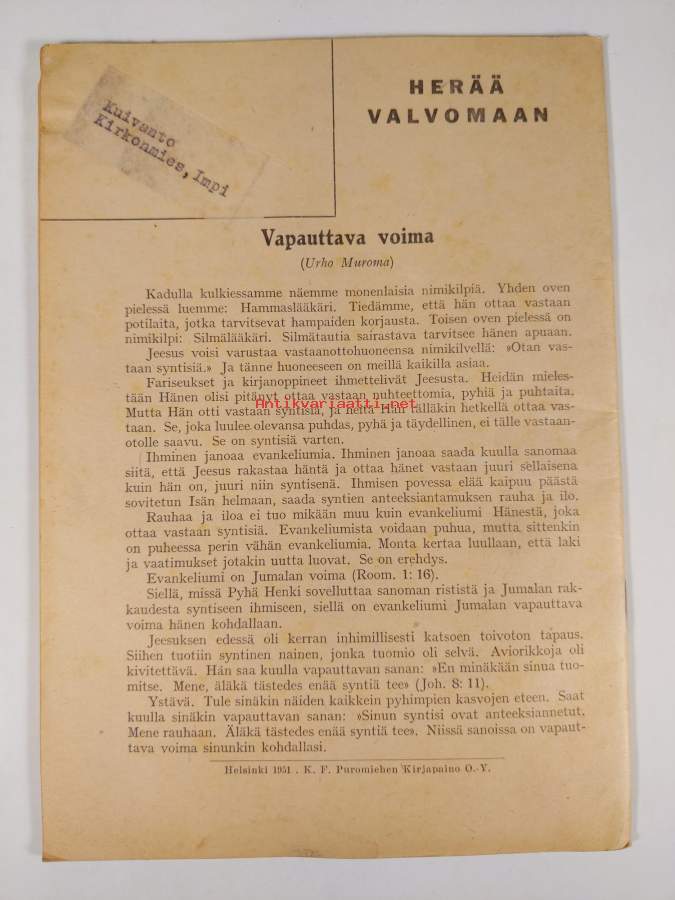 HERÄÄ
VALVOMAAN
Kuivanto
Kirkonmies, Impi
Vapauttava voima
(Urho Muroma)
Kadulla kulkiessamme näemme monenlaisia nimikilpiä. Yhden oven
pielessä luemme: Hammaslääkäri. Tiedämme, että hän ottaa vastaan
potilaita, jotka tarvitsevat hampaiden korjausta. Toisen oven pielessä on
nimikilpi: Silmälääkäri. Silmätautia sairastava tarvitsee hänen apuaan.
Jeesus voisi varustaa vastaanottohuoneensa nimikilvellä: »Otan vas-
taan syntisiä.» Ja tänne huoneeseen on meillä kaikilla asiaa.
Fariseukset ja kirjanoppineet ihmettelivät Jeesusta. Heidän mieles-
tään Hänen olisi pitänyt ottaa vastaan nuhteettomia, pyhiä ja puhtaita.
Antikvariaatti.net
Mutta Hän otti vastaan syntisiä, ja heitä Hän tälläkin hetkellä ottaa vas-
taan. Se, joka luulee olevansa puhdas, pyhä ja täydellinen, ei tälle vastaan-
otolle saavu. Se on syntisiä varten.
Ihminen janoaa evankeliumia. Ihminen janoaa saada kuulla sanomaa
siitä, että Jeesus rakastaa häntä ja ottaa hänet vastaan juuri sellaisena
kuin hän on, juuri niin syntisenä. Ihmisen povessa elää kaipuu päästä
sovitetun Isän helmaan, saada syntien anteeksiantamuksen rauha ja ilo.
Rauhaa ja iloa ei tuo mikään muu kuin evankeliumi Hänestä, joka
ottaa vastaan syntisiä. Evankeliumista voidaan puhua, mutta sittenkin
on puheessa perin vähän evankeliumia. Monta kertaa luullaan, että laki
ja vaatimukset jotakin uutta luovat. Se on erehdys.
Evankeliumi on Jumalan voima (Room. 1: 16).
Siellä, missä Pyhä Henki sovelluttaa sanoman rististä ja Jumalan rak-
kaudesta syntiseen ihmiseen, siellä on evankeliumi Jumalan vapauttava
voima hänen kohdallaan.
Jeesuksen edessä oli kerran inhimillisesti katsoen toivoton tapaus.
Siihen tuotiin syntinen nainen, jonka tuomio oli selvä. Aviorikkoja oli
kivitettävä. Hän saa kuulla vapauttavan sanan: »En minäkään sinua tuo-
mitse. Mene, äläkä tästedes enää syntiä tee» (Joh. 8: 11).
Ystävä. Tule sinäkin näiden kaikkein pyhimpien kasvojen eteen. Saat
kuulla sinäkin vapauttavan sanan: »Sinun syntisi ovat anteeksiannetut.
Mene rauhaan. Äläkä tästedes enää syntiä tee». Niissä sanoissa on vapaut-
tava voima sinunkin kohdallasi.
Helsinki 1951 . K. F. Puromiehen Kirjapaino O.-Y.